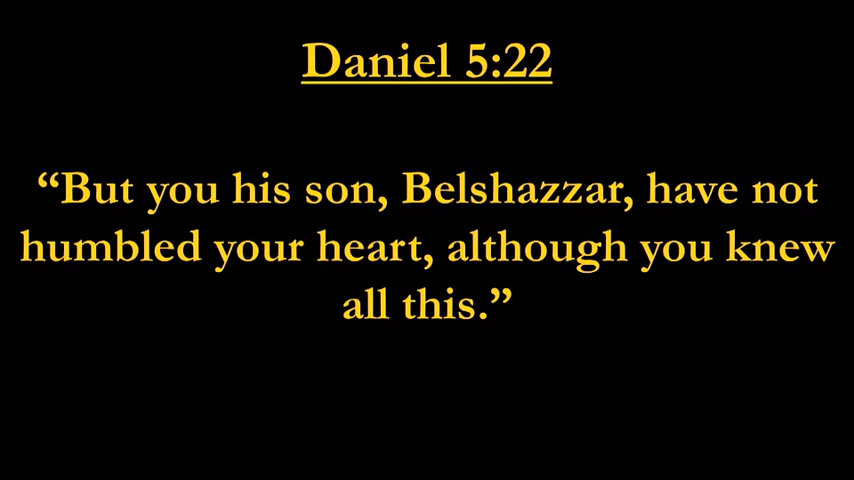 Daniel 5:22
“But you his son, Belshazzar, have not
humbled your heart, although you knew
all this.”